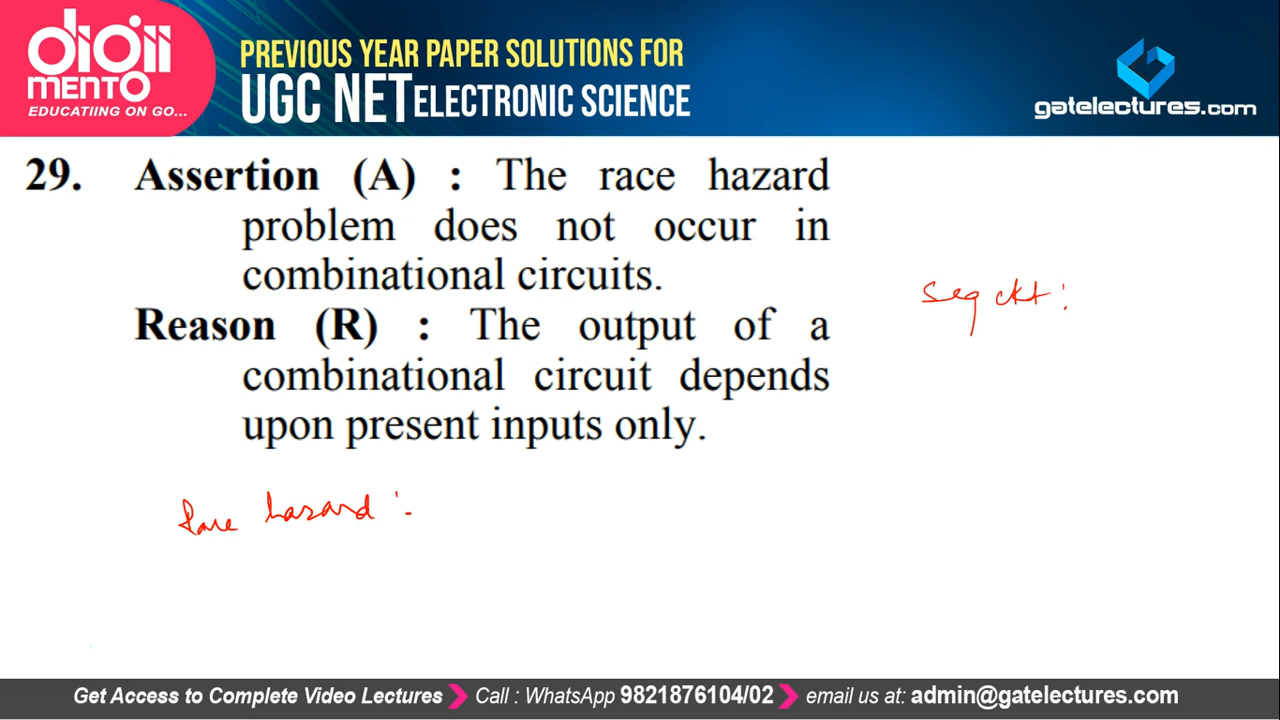 digii
MENTO
EDUCATIING ON GO...
PREVIOUS YEAR PAPER SOLUTIONS FOR
UGC NET ELECTRONIC SCIENCE
gatelectures.com
29. Assertion (A) : The race hazard
problem does not occur in
combinational circuits.
Reason (R) : The output of a
combinational circuit depends
upon present inputs only.
Seq ckt :
hazard :-
Get Access to Complete Video Lectures Call : WhatsApp 9821876104/02 email us at: admin@gatelectures.com